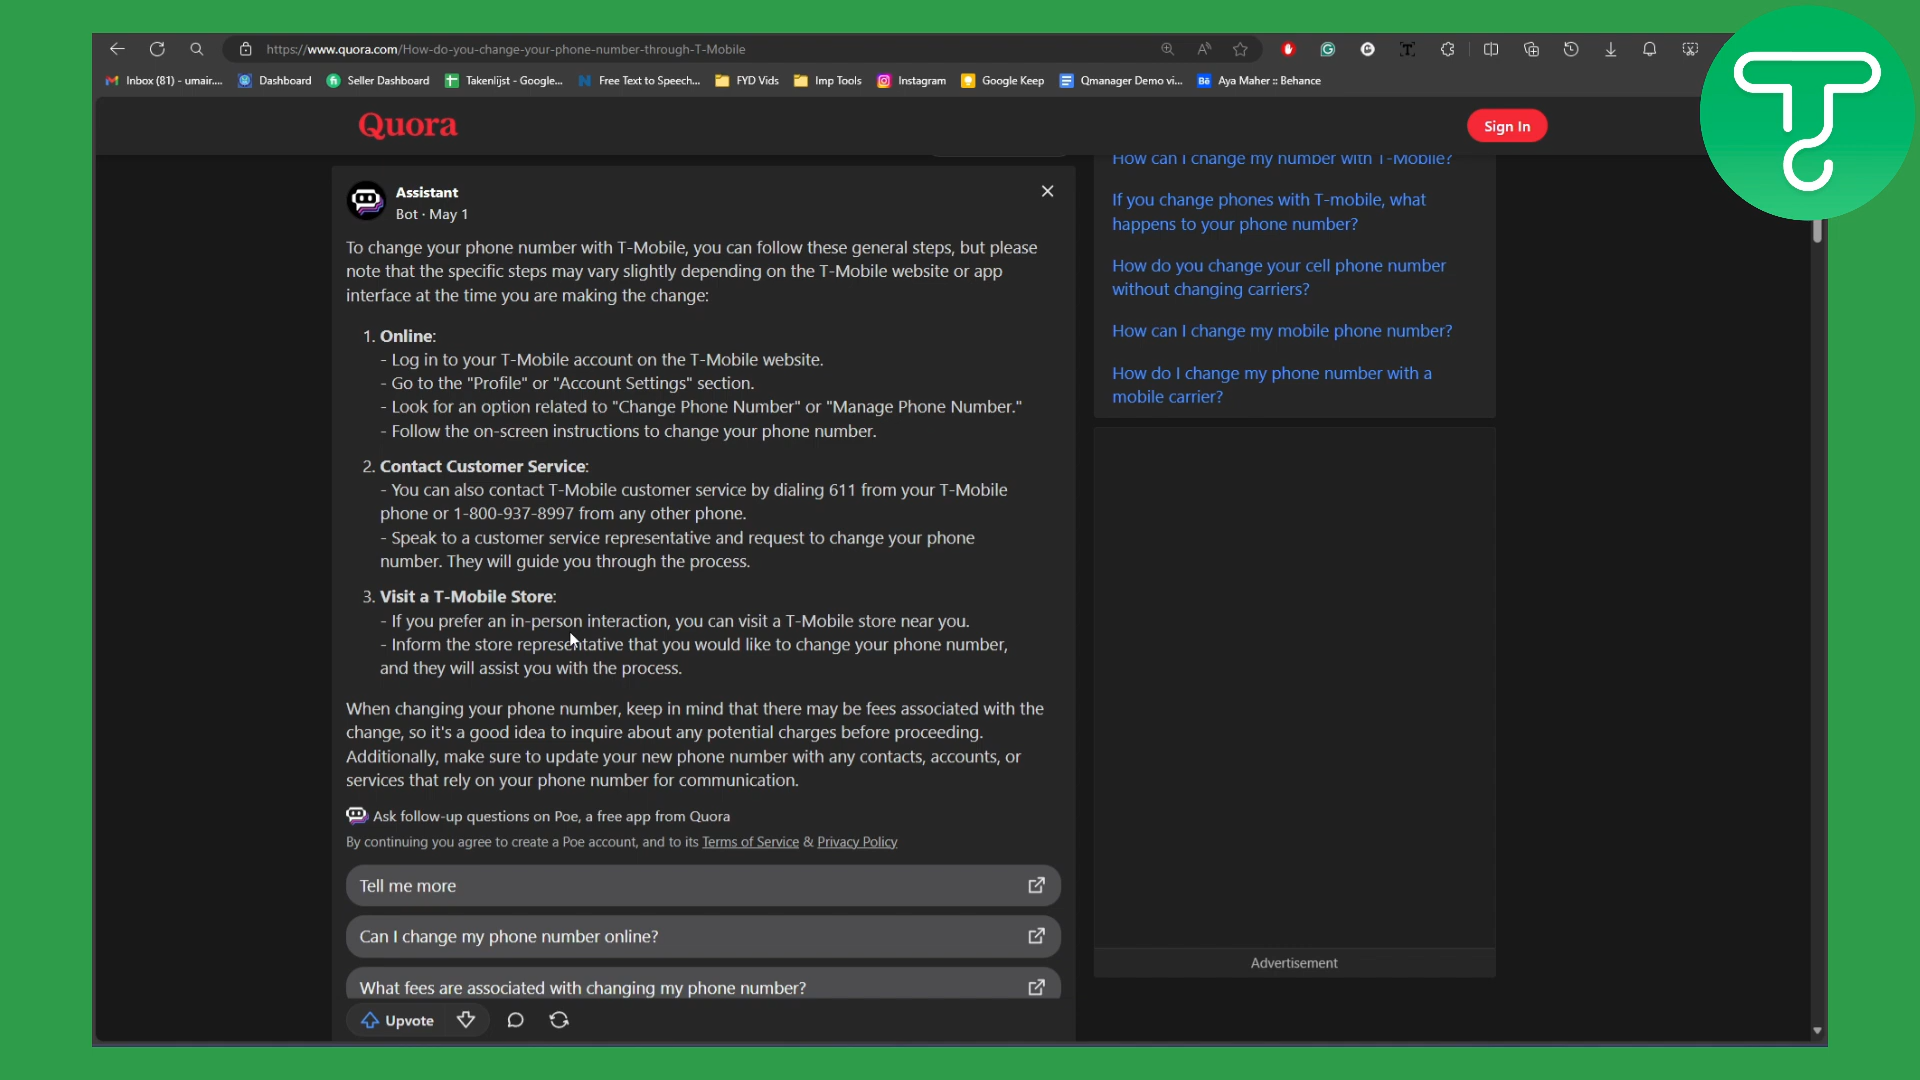 https://www.quora.com/How-do-you-change-your-phone-number-through-T-Mobile
Inbox (81) - umair....
Dashboard
Seller Dashboard
Takenlijst - Google...
Free Text to Speech...
FYD Vids
Imp Tools
Instagram
Google Keep
Qmanager Demo vi...
Aya Maher :: Behance
Quora
Sign In
Assistant
Bot · May 1
To change your phone number with T-Mobile, you can follow these general steps, but please
note that the specific steps may vary slightly depending on the T-Mobile website or app
interface at the time you are making the change:
1. Online:
- Log in to your T-Mobile account on the T-Mobile website.
- Go to the "Profile" or "Account Settings" section.
- Look for an option related to "Change Phone Number" or "Manage Phone Number."
- Follow the on-screen instructions to change your phone number.
2. Contact Customer Service:
- You can also contact T-Mobile customer service by dialing 611 from your T-Mobile
phone or 1-800-937-8997 from any other phone.
- Speak to a customer service representative and request to change your phone
number. They will guide you through the process.
3. Visit a T-Mobile Store:
- If you prefer an in-person interaction, you can visit a T-Mobile store near you.
- Inform the store representative that you would like to change your phone number,
and they will assist you with the process.
When changing your phone number, keep in mind that there may be fees associated with the
change, so it's a good idea to inquire about any potential charges before proceeding.
Additionally, make sure to update your new phone number with any contacts, accounts, or
services that rely on your phone number for communication.
Ask follow-up questions on Poe, a free app from Quora
By continuing you agree to create a Poe account, and to its Terms of Service & Privacy Policy
Tell me more
Can I change my phone number online?
What fees are associated with changing my phone number?
Upvote
How can I change my number with T-Mobile?
If you change phones with T-mobile, what
happens to your phone number?
How do you change your cell phone number
without changing carriers?
How can I change my mobile phone number?
How do I change my phone number with a
mobile carrier?
Advertisement